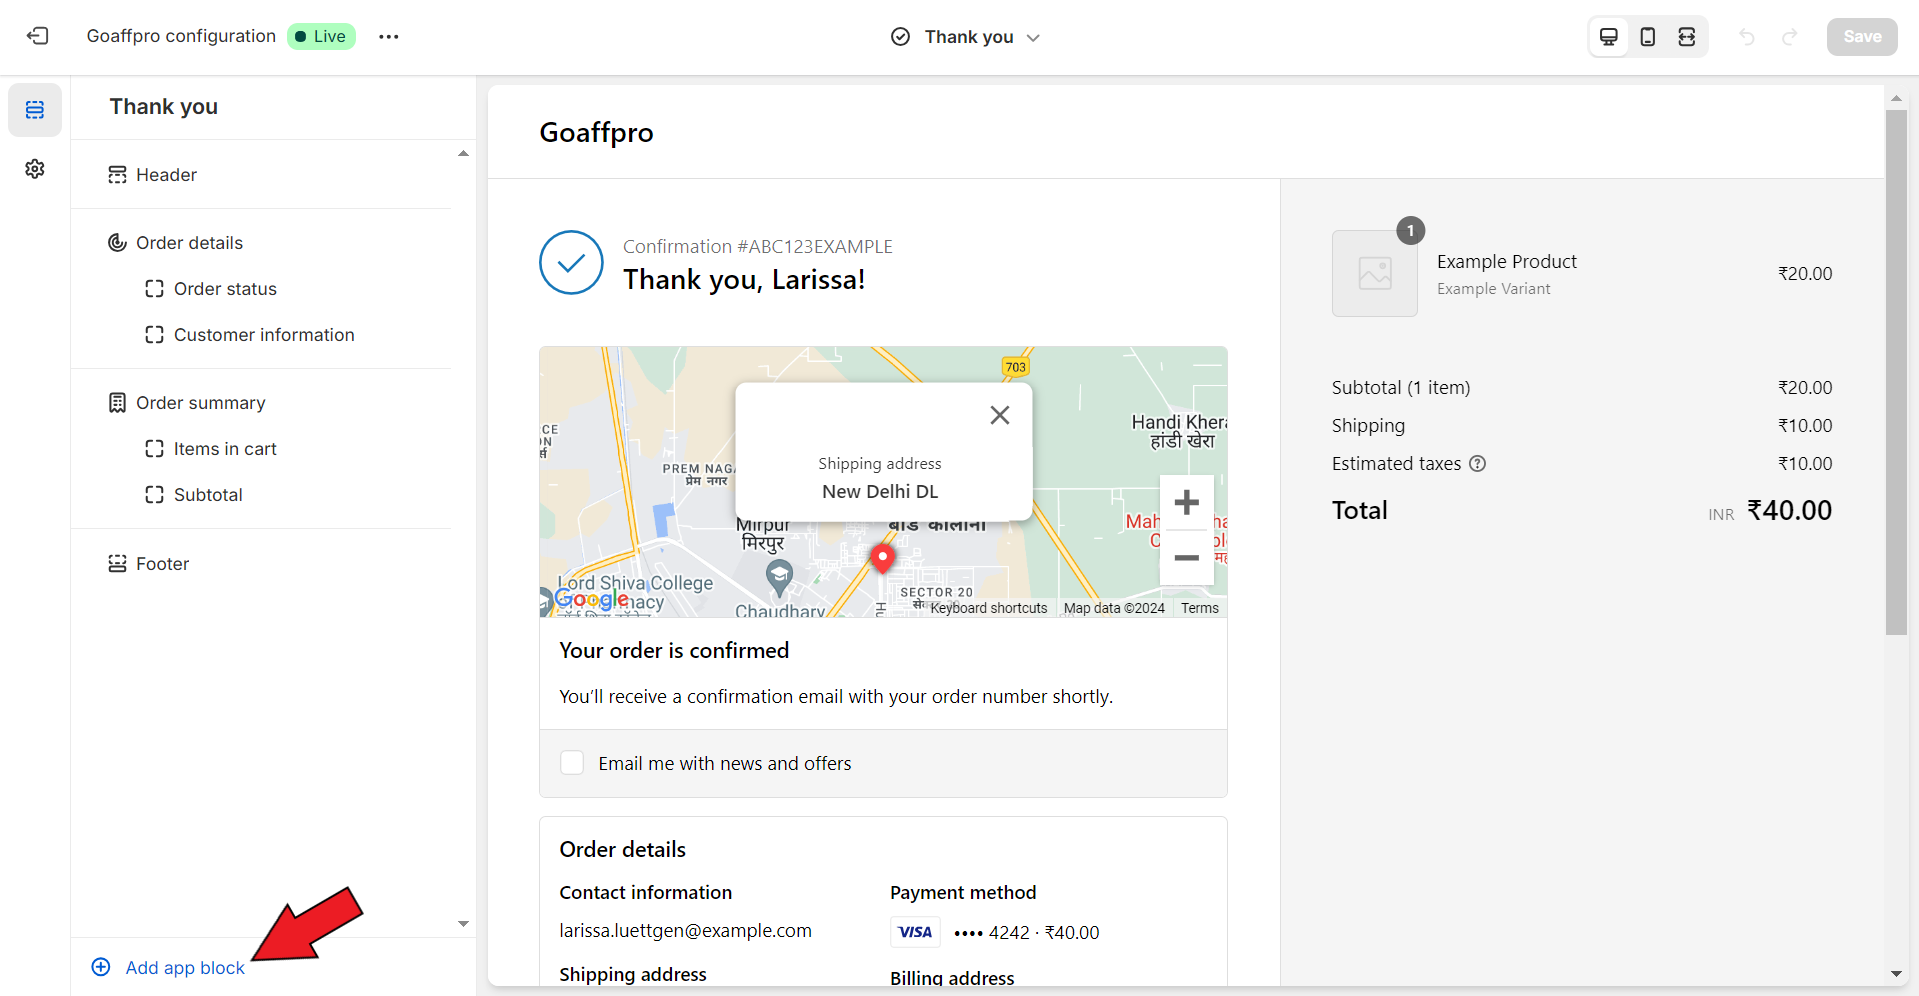 Goaffpro configuration
Live
Thank you
Save
Thank you
Header
Order details
Order status
Customer information
Order summary
Items in cart
Subtotal
Footer
Add app block
Goaffpro
Confirmation #ABC123EXAMPLE
Thank you, Larissa!
703
Handi Khera
हांडी खेरा
PREM NAGA
प्रेम नगर
Shipping address
New Delhi DL
Mirpur
मिरपुर
Lord Shiva College
Google
macy
Chaudhary
SECTOR 20
Keyboard shortcuts
Map data ©2024
Terms
Your order is confirmed
You'll receive a confirmation email with your order number shortly.
Email me with news and offers
Order details
Contact information
larissa.luettgen@example.com
Shipping address
Payment method
VISA •••• 4242 · ₹40.00
Billing address
1
Example Product
Example Variant
₹20.00
Subtotal (1 item) ₹20.00
Shipping ₹10.00
Estimated taxes ₹10.00
Total INR ₹40.00